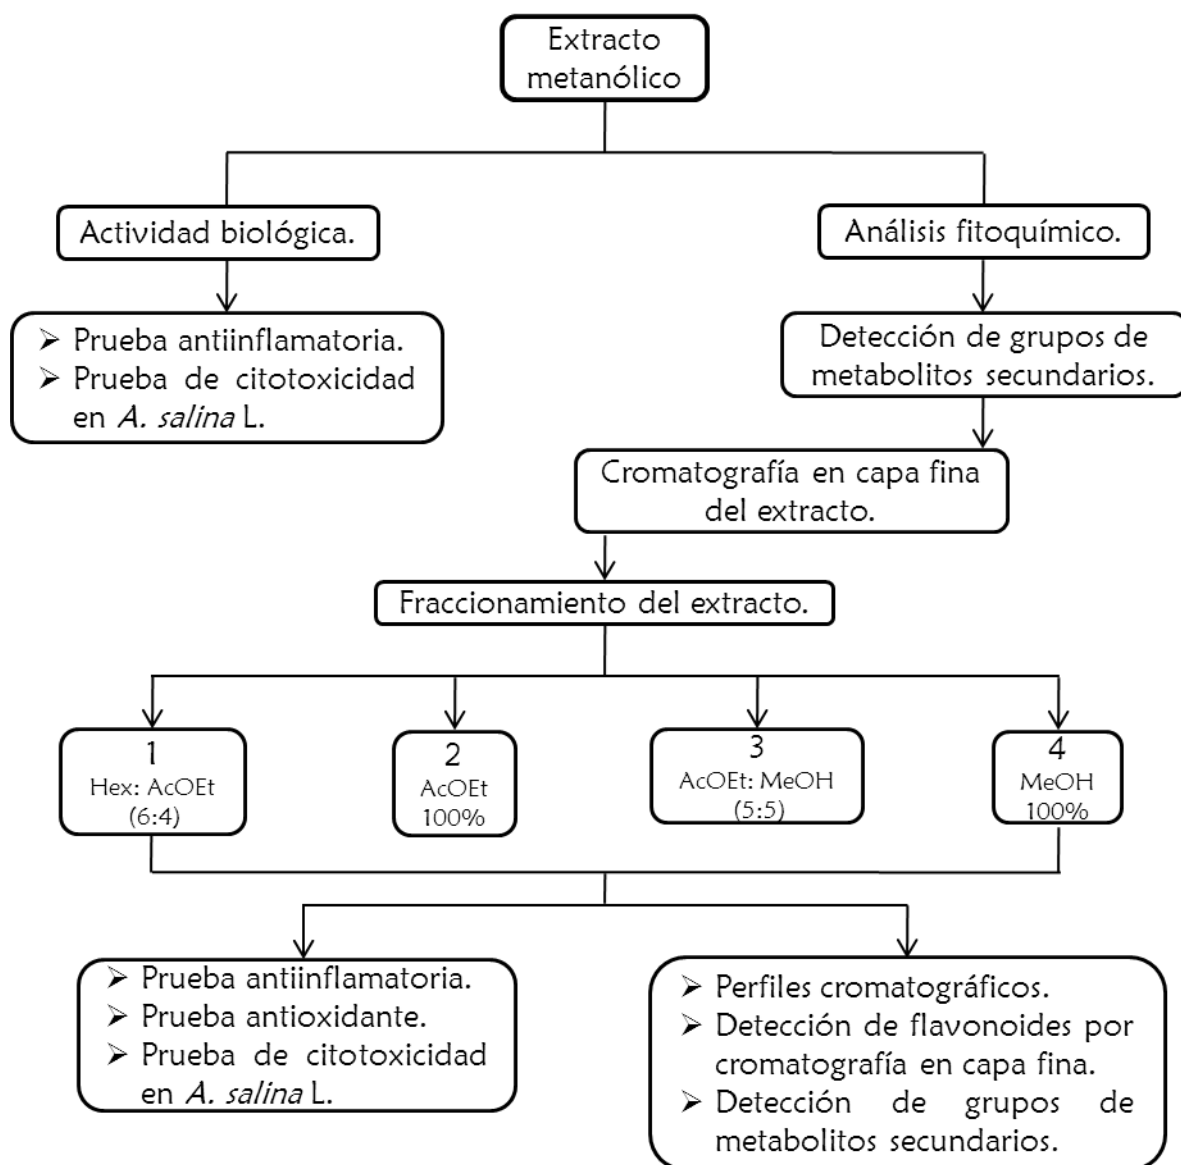 Extracto
metanólico
Actividad biológica.
Análisis fitoquímico.
➢ Prueba antiinflamatoria.
➢ Prueba de citotoxicidad
en A. salina L.
Detección de grupos de
metabolitos secundarios.
Cromatografía en capa fina
del extracto.
Fraccionamiento del extracto.
1
Hex: AcOEt
(6:4)
2
AcOEt
100%
3
AcOEt: MeOH
(5:5)
4
MeOH
100%
➢ Prueba antiinflamatoria.
➢ Prueba antioxidante.
➢ Prueba de citotoxicidad
en A. salina L.
➢ Perfiles cromatográficos.
➢ Detección de flavonoides por
cromatografía en capa fina.
➢ Detección de grupos de
metabolitos secundarios.